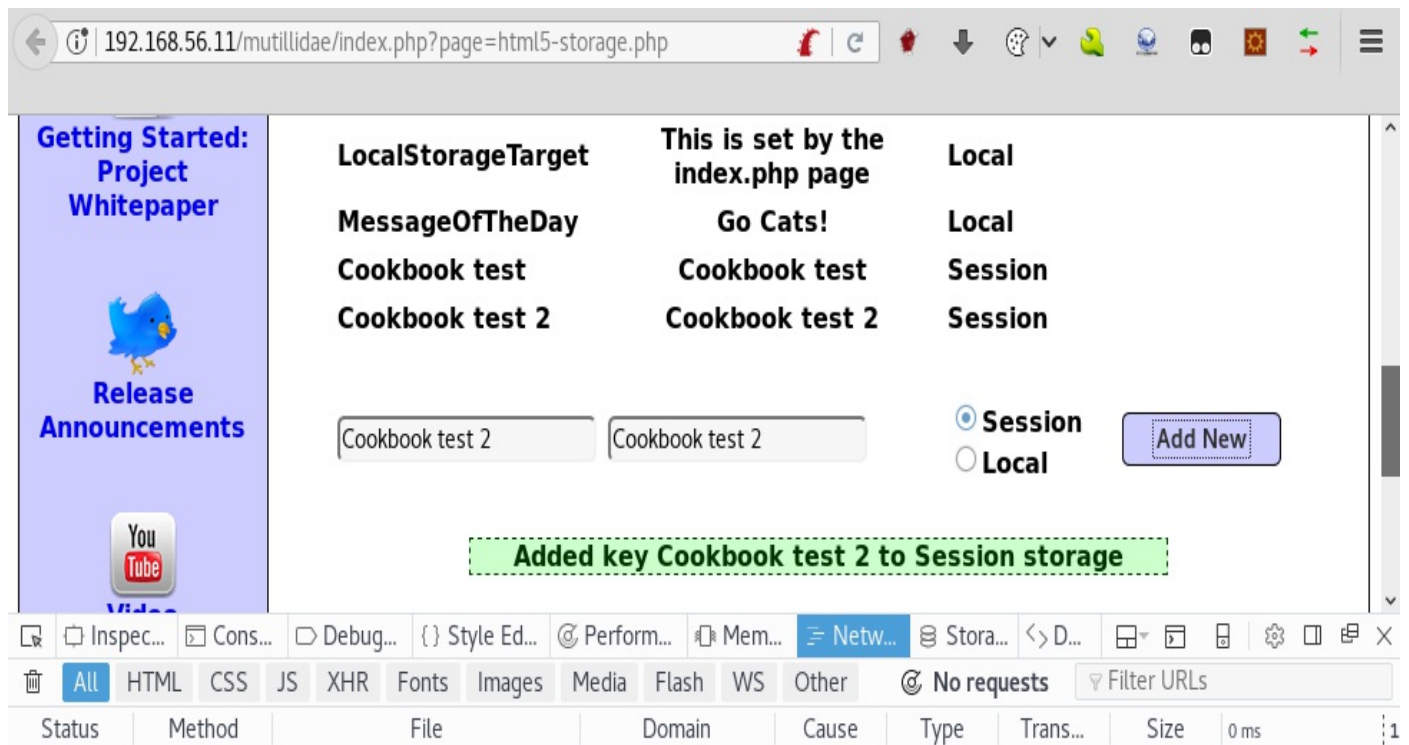 192.168.56.11/mutillidae/index.php?page=html5-storage.php
Getting Started:
Project
Whitepaper
Release
Announcements
You
Tube
Video
LocalStorageTarget This is set by the index.php page Local
MessageOfTheDay Go Cats! Local
Cookbook test Cookbook test Session
Cookbook test 2 Cookbook test 2 Session
Cookbook test 2 Cookbook test 2 Session Add New
Local
Added key Cookbook test 2 to Session storage
Inspec... Cons... Debug... {} Style Ed... Perform... Mem... Netw... Stora... D...
All HTML CSS JS XHR Fonts Images Media Flash WS Other No requests Filter URLs
Status Method File Domain Cause Type Trans... Size 0 ms 1